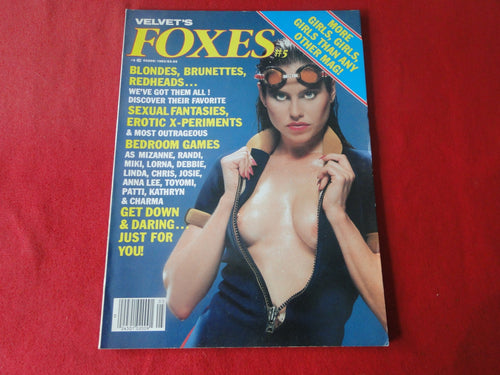 VELVET'S
FOXES #5
MORE
GIRLS, GIRLS,
GIRLS THAN ANY
OTHER MAG!
BLONDES, BRUNETTES,
REDHEADS...
WE'VE GOT THEM ALL!
DISCOVER THEIR FAVORITE
SEXUAL FANTASIES,
EROTIC X-PERIMENTS
& MOST OUTRAGEOUS
BEDROOM GAMES
AS MIZANNE, RANDI,
MIKI, LORNA, DEBBIE,
LINDA, CHRIS, JOSIE,
ANNA LEE, TOYOMI,
PATTI, KATHRYN
& CHARMA
GET DOWN
& DARING...
JUST FOR
YOU!